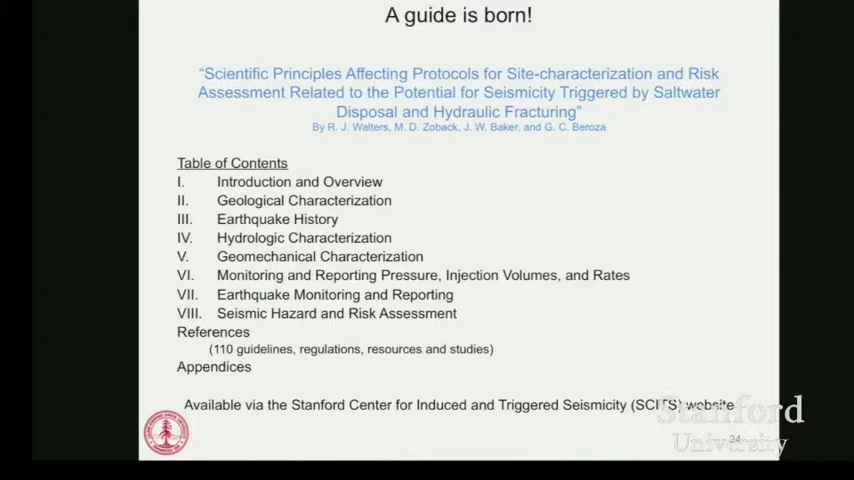 A guide is born!
“Scientific Principles Affecting Protocols for Site-characterization and Risk
Assessment Related to the Potential for Seismicity Triggered by Saltwater
Disposal and Hydraulic Fracturing”
By R. J. Walters, M. D. Zoback, J. W. Baker, and G. C. Beroza
Table of Contents
I. Introduction and Overview
II. Geological Characterization
III. Earthquake History
IV. Hydrologic Characterization
V. Geomechanical Characterization
VI. Monitoring and Reporting Pressure, Injection Volumes, and Rates
VII. Earthquake Monitoring and Reporting
VIII. Seismic Hazard and Risk Assessment
References
(110 guidelines, regulations, resources and studies)
Appendices
Available via the Stanford Center for Induced and Triggered Seismicity (SCITS) website
Stanford
University
24